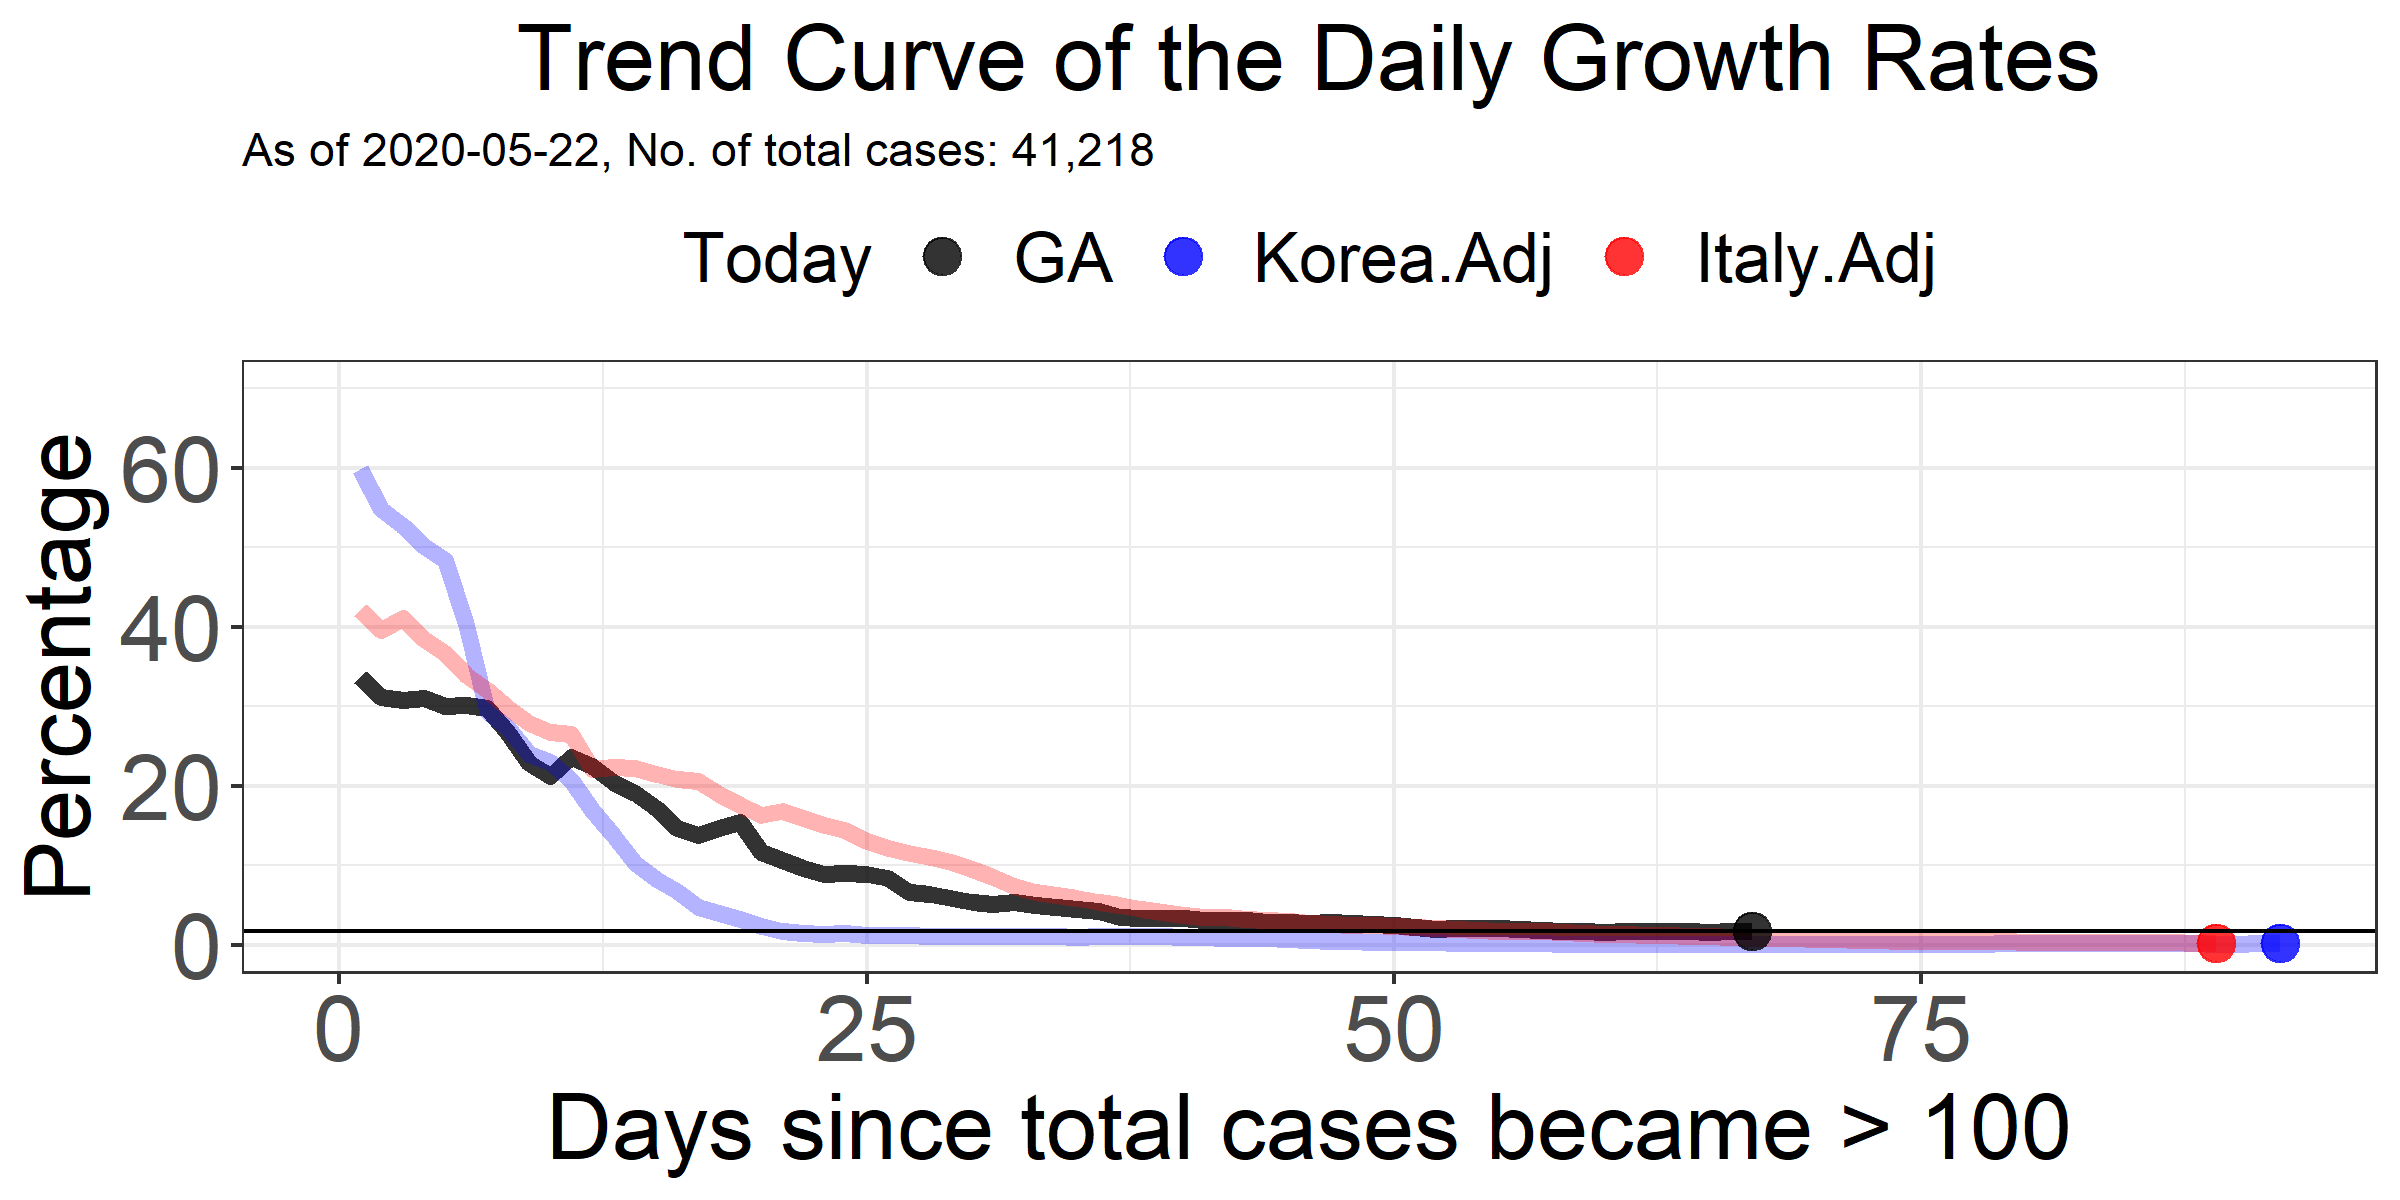 Trend Curve of the Daily Growth Rates
As of 2020-05-22, No. of total cases: 41,218
Today GA Korea.Adj Italy.Adj
Percentage
60
40
20
0
0 25 50 75
Days since total cases became > 100